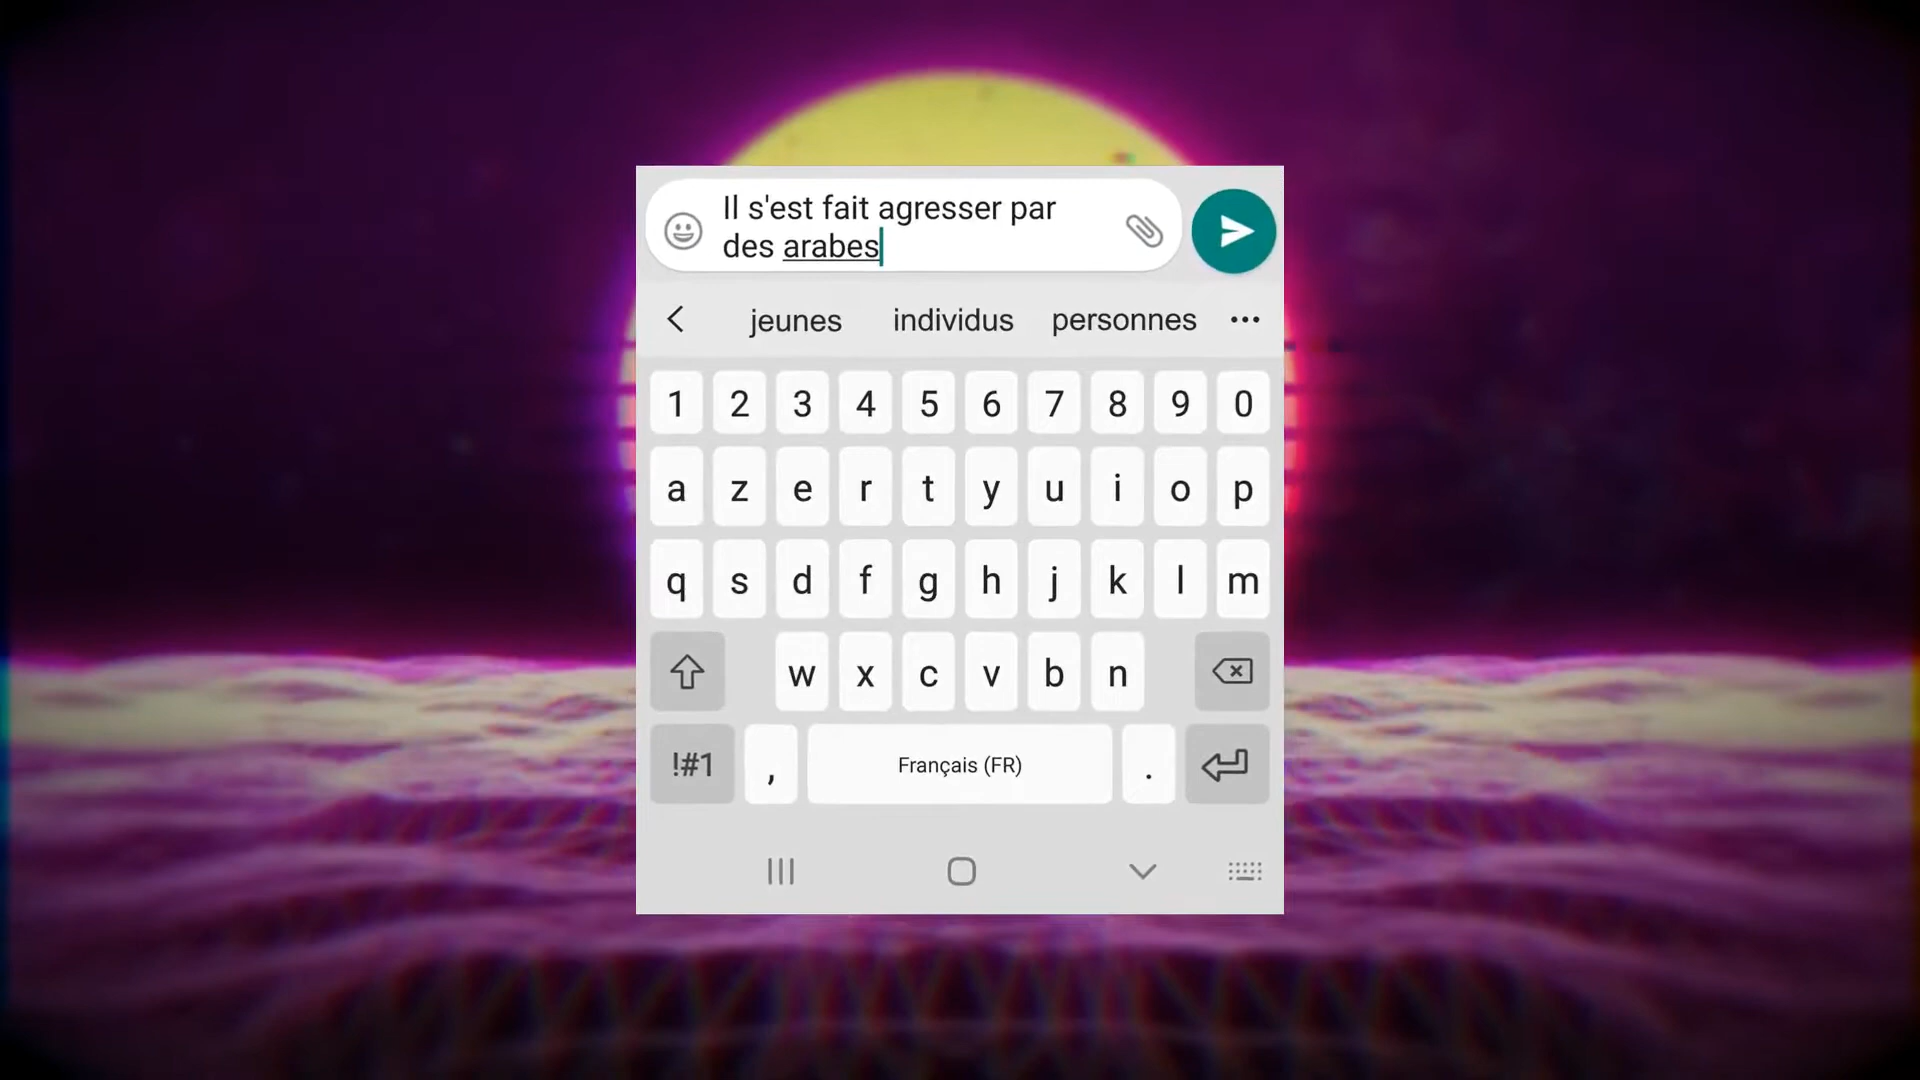 Il s'est fait agresser par
des arabes
jeunes individus personnes
1 2 3 4 5 6 7 8 9 0
a z e r t y u i o p
q s d f g h j k l m
w x c v b n
!#1 , Français (FR) .